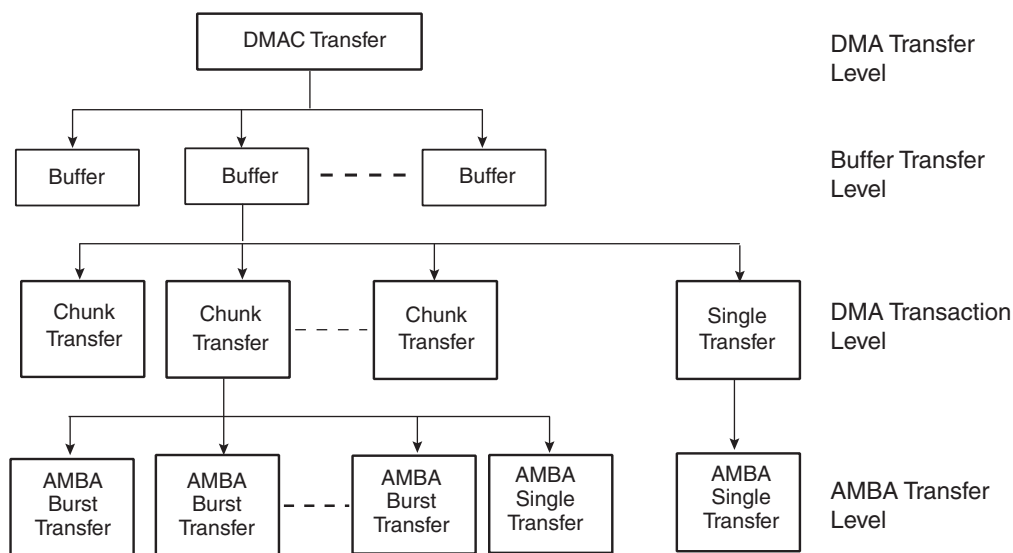 DMAC Transfer
DMA Transfer
Level
Buffer
Buffer
Buffer
Buffer Transfer
Level
Chunk
Transfer
Chunk
Transfer
Chunk
Transfer
Single
Transfer
DMA Transaction
Level
AMBA
Burst
Transfer
AMBA
Burst
Transfer
AMBA
Burst
Transfer
AMBA
Single
Transfer
AMBA
Single
Transfer
AMBA Transfer
Level